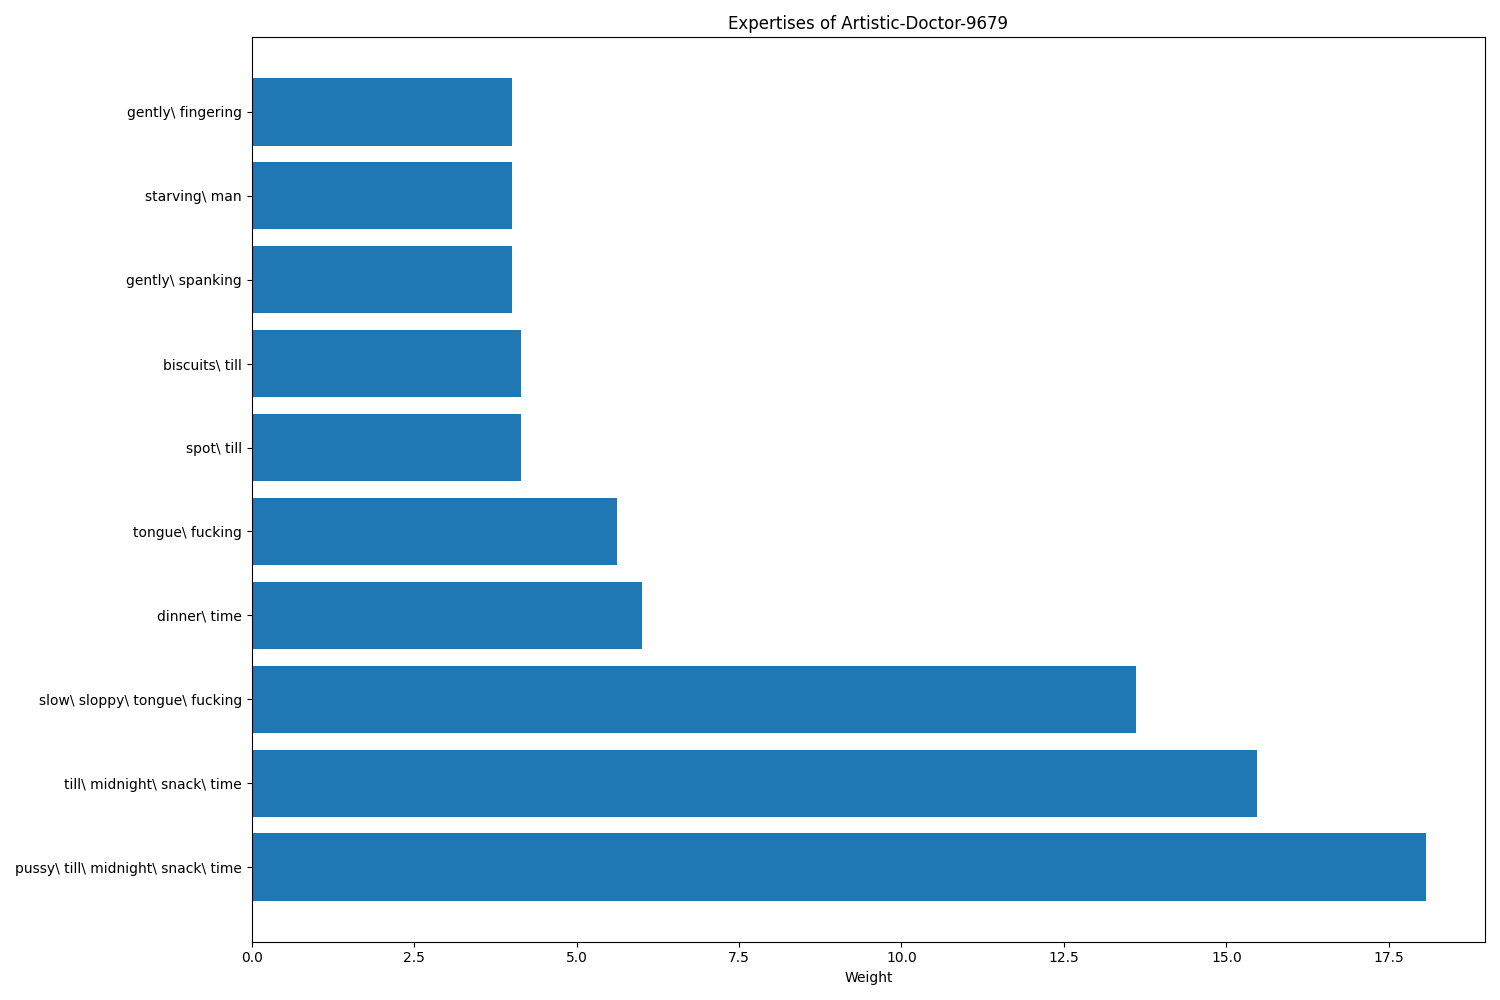 Expertises of Artistic-Doctor-9679
gently\ fingering
starving\ man
gently\ spanking
biscuits\ till
spot\ till
tongue\ fucking
dinner\ time
slow\ sloppy\ tongue\ fucking
till\ midnight\ snack\ time
pussy\ till\ midnight\ snack\ time
0.0 2.5 5.0 7.5 10.0 12.5 15.0 17.5
Weight